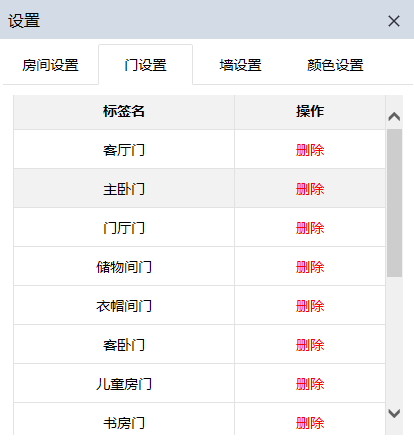 设置
房间设置 门设置 墙设置 颜色设置
标签名 操作
客厅门 删除
主卧门 删除
门厅门 删除
储物间门 删除
衣帽间门 删除
客卧门 删除
儿童房门 删除
书房门 删除